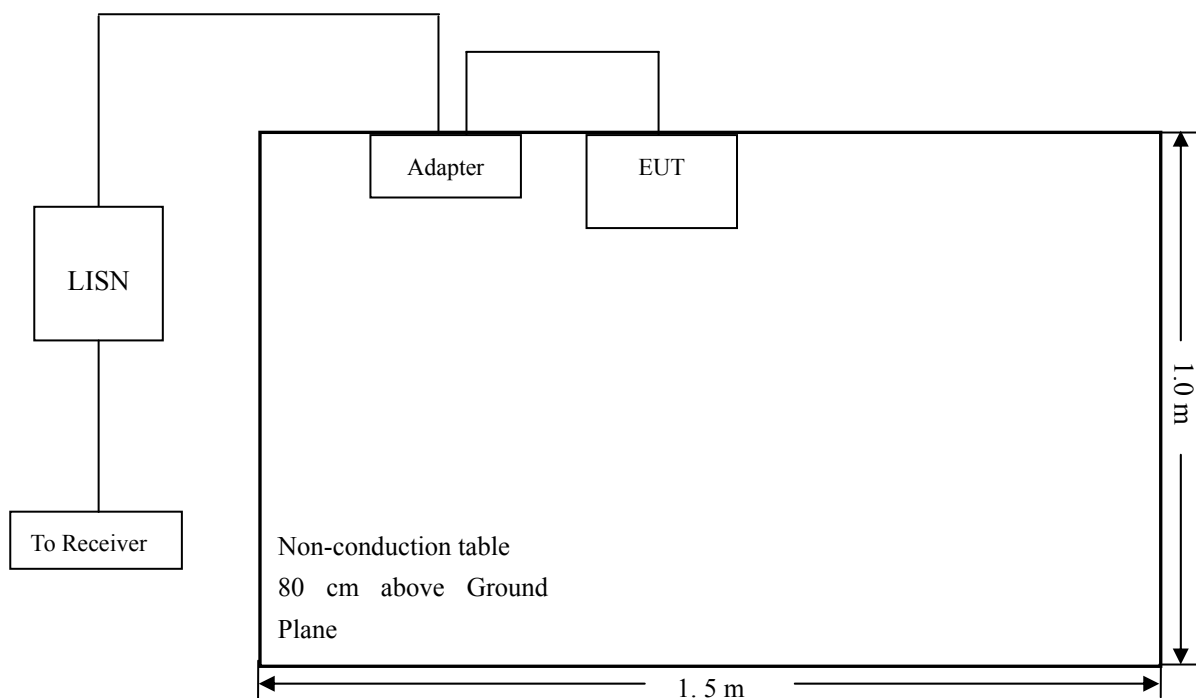 Adapter
EUT
LISN
1.0 m
To Receiver
Non-conduction table
80 cm above Ground
Plane
1. 5 m